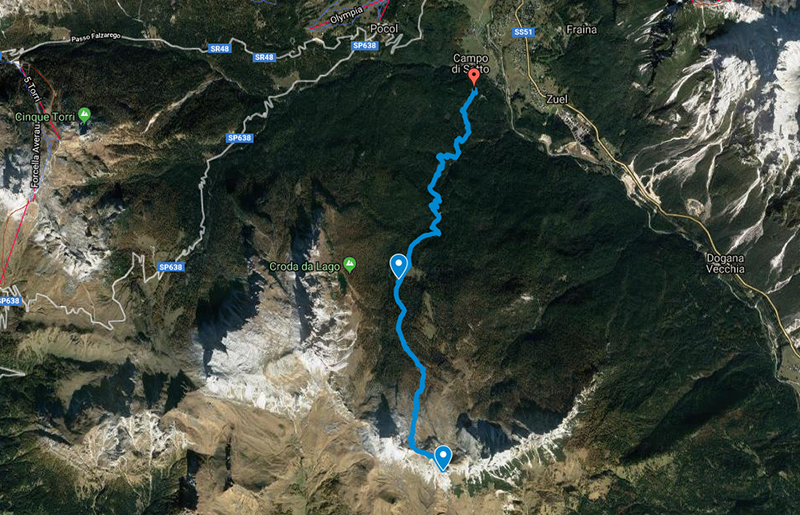 Olympia
Pocol
Passo Falzarego
SR48
SR48
SP638
SS51
Fraina
Campo
di Sotto
Zuel
5 Torri
Cinque Torri
SP638
Forcella Averau
Croda da Lago
SP638
Dogana
Vecchia
SP638